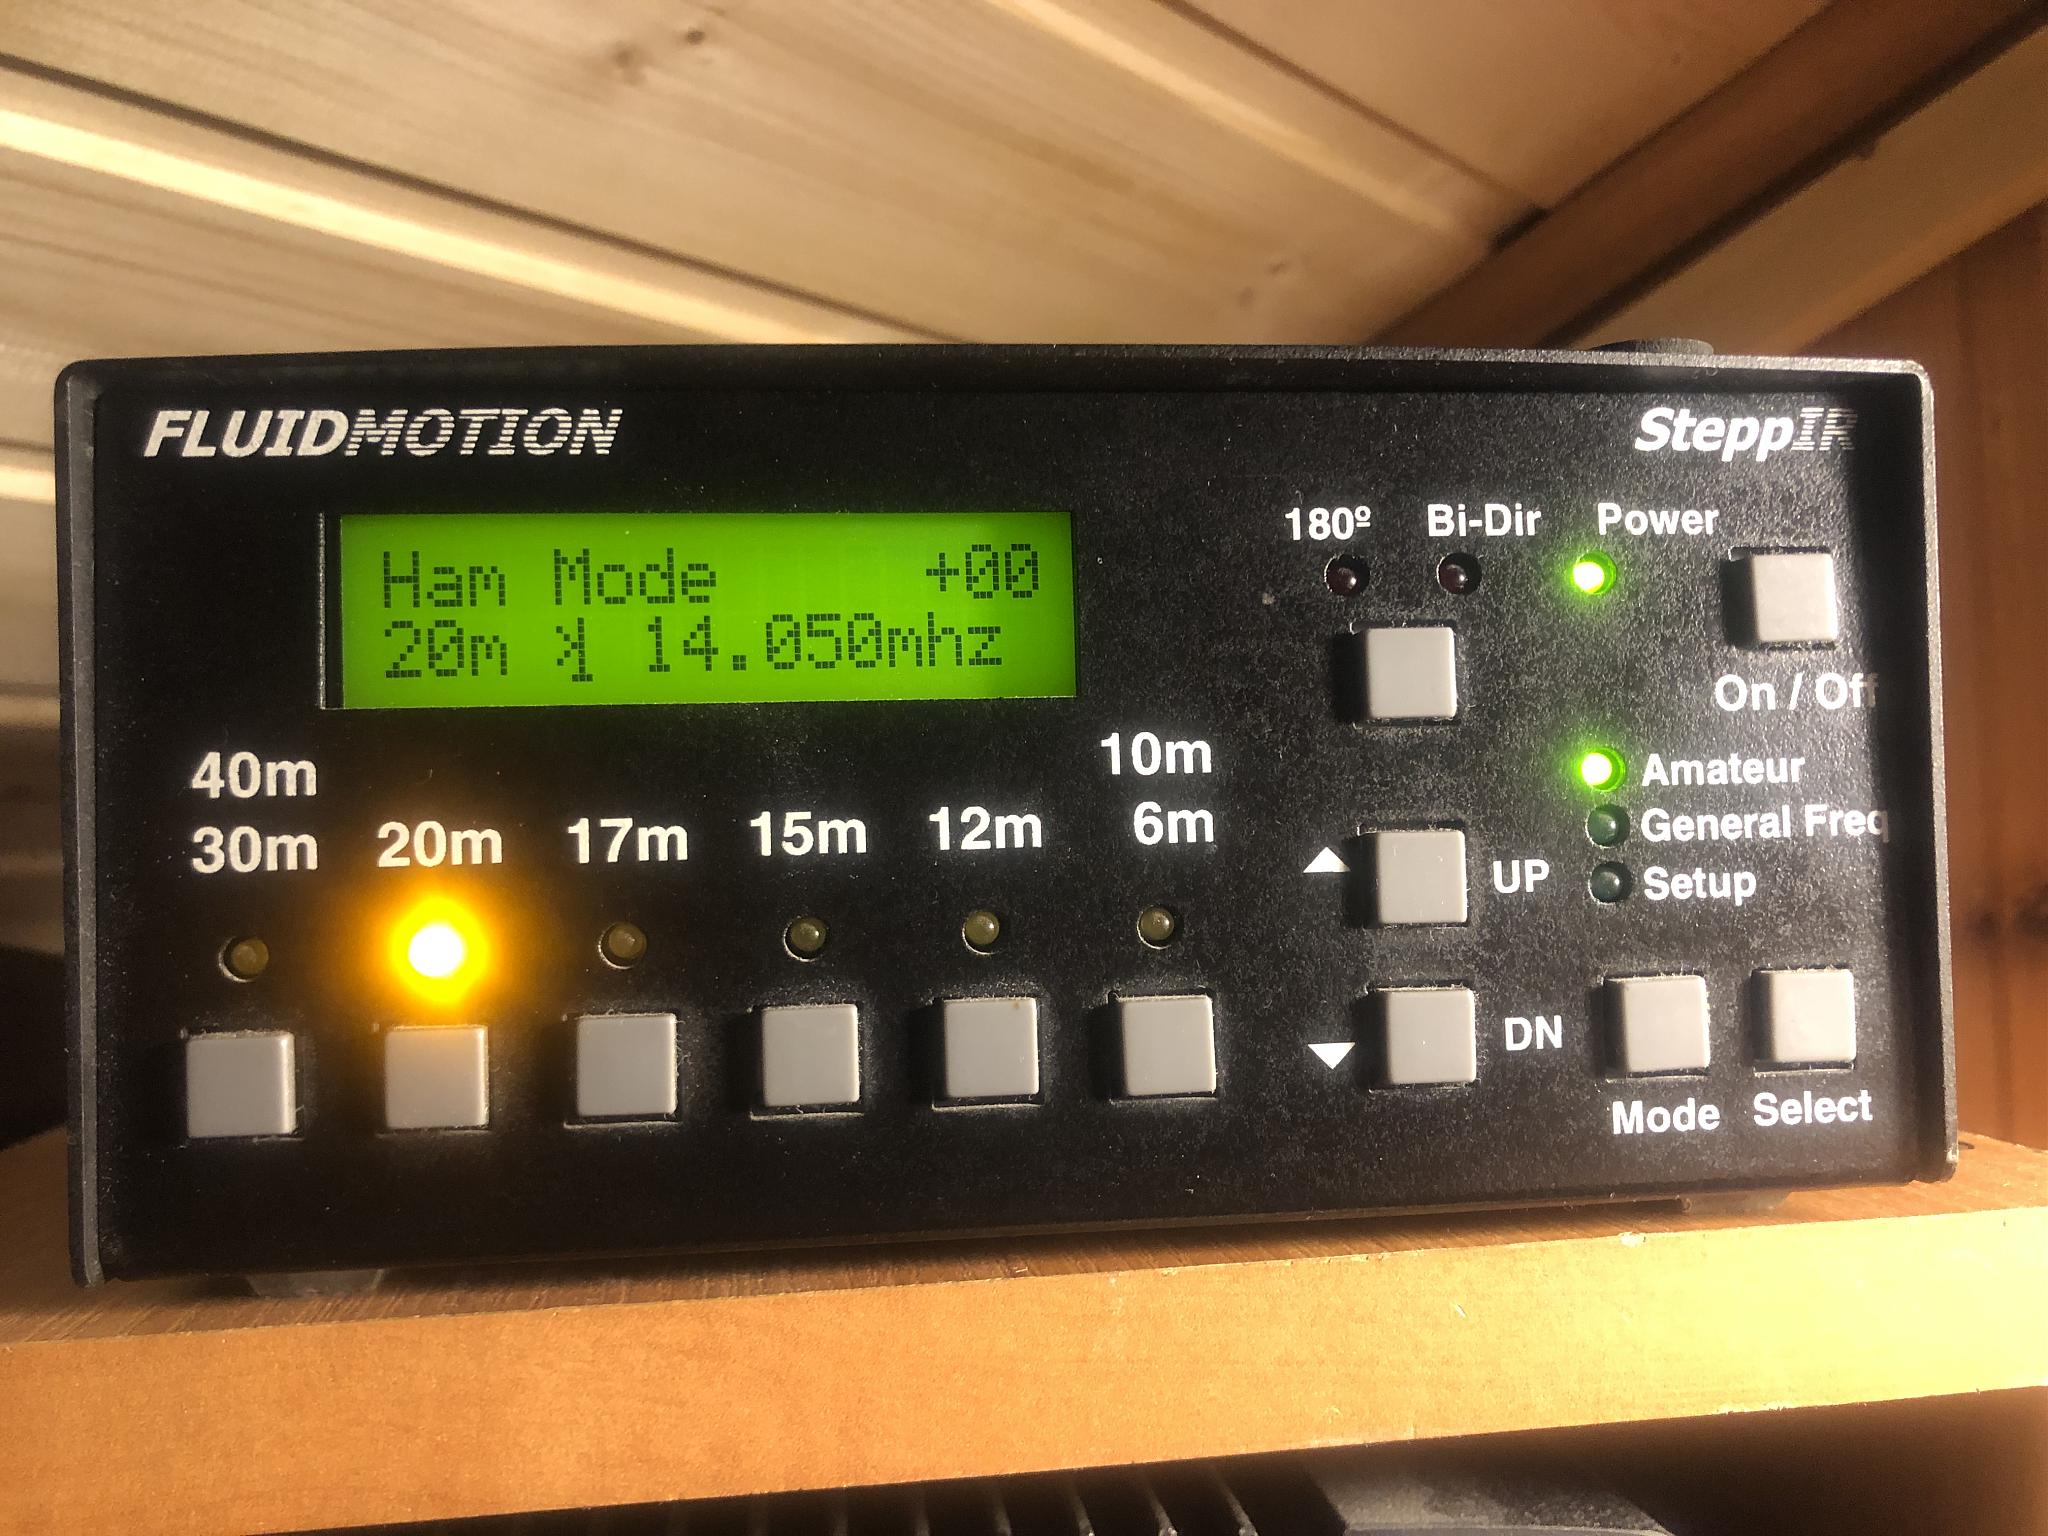 FLUIDMOTION
SteppIR
Ham Mode +00
20m 14.050mhz
180º Bi-Dir Power
On / Off
40m
30m
20m
17m
15m
12m
10m
6m
UP
DN
Amateur
General Freq
Setup
Mode Select